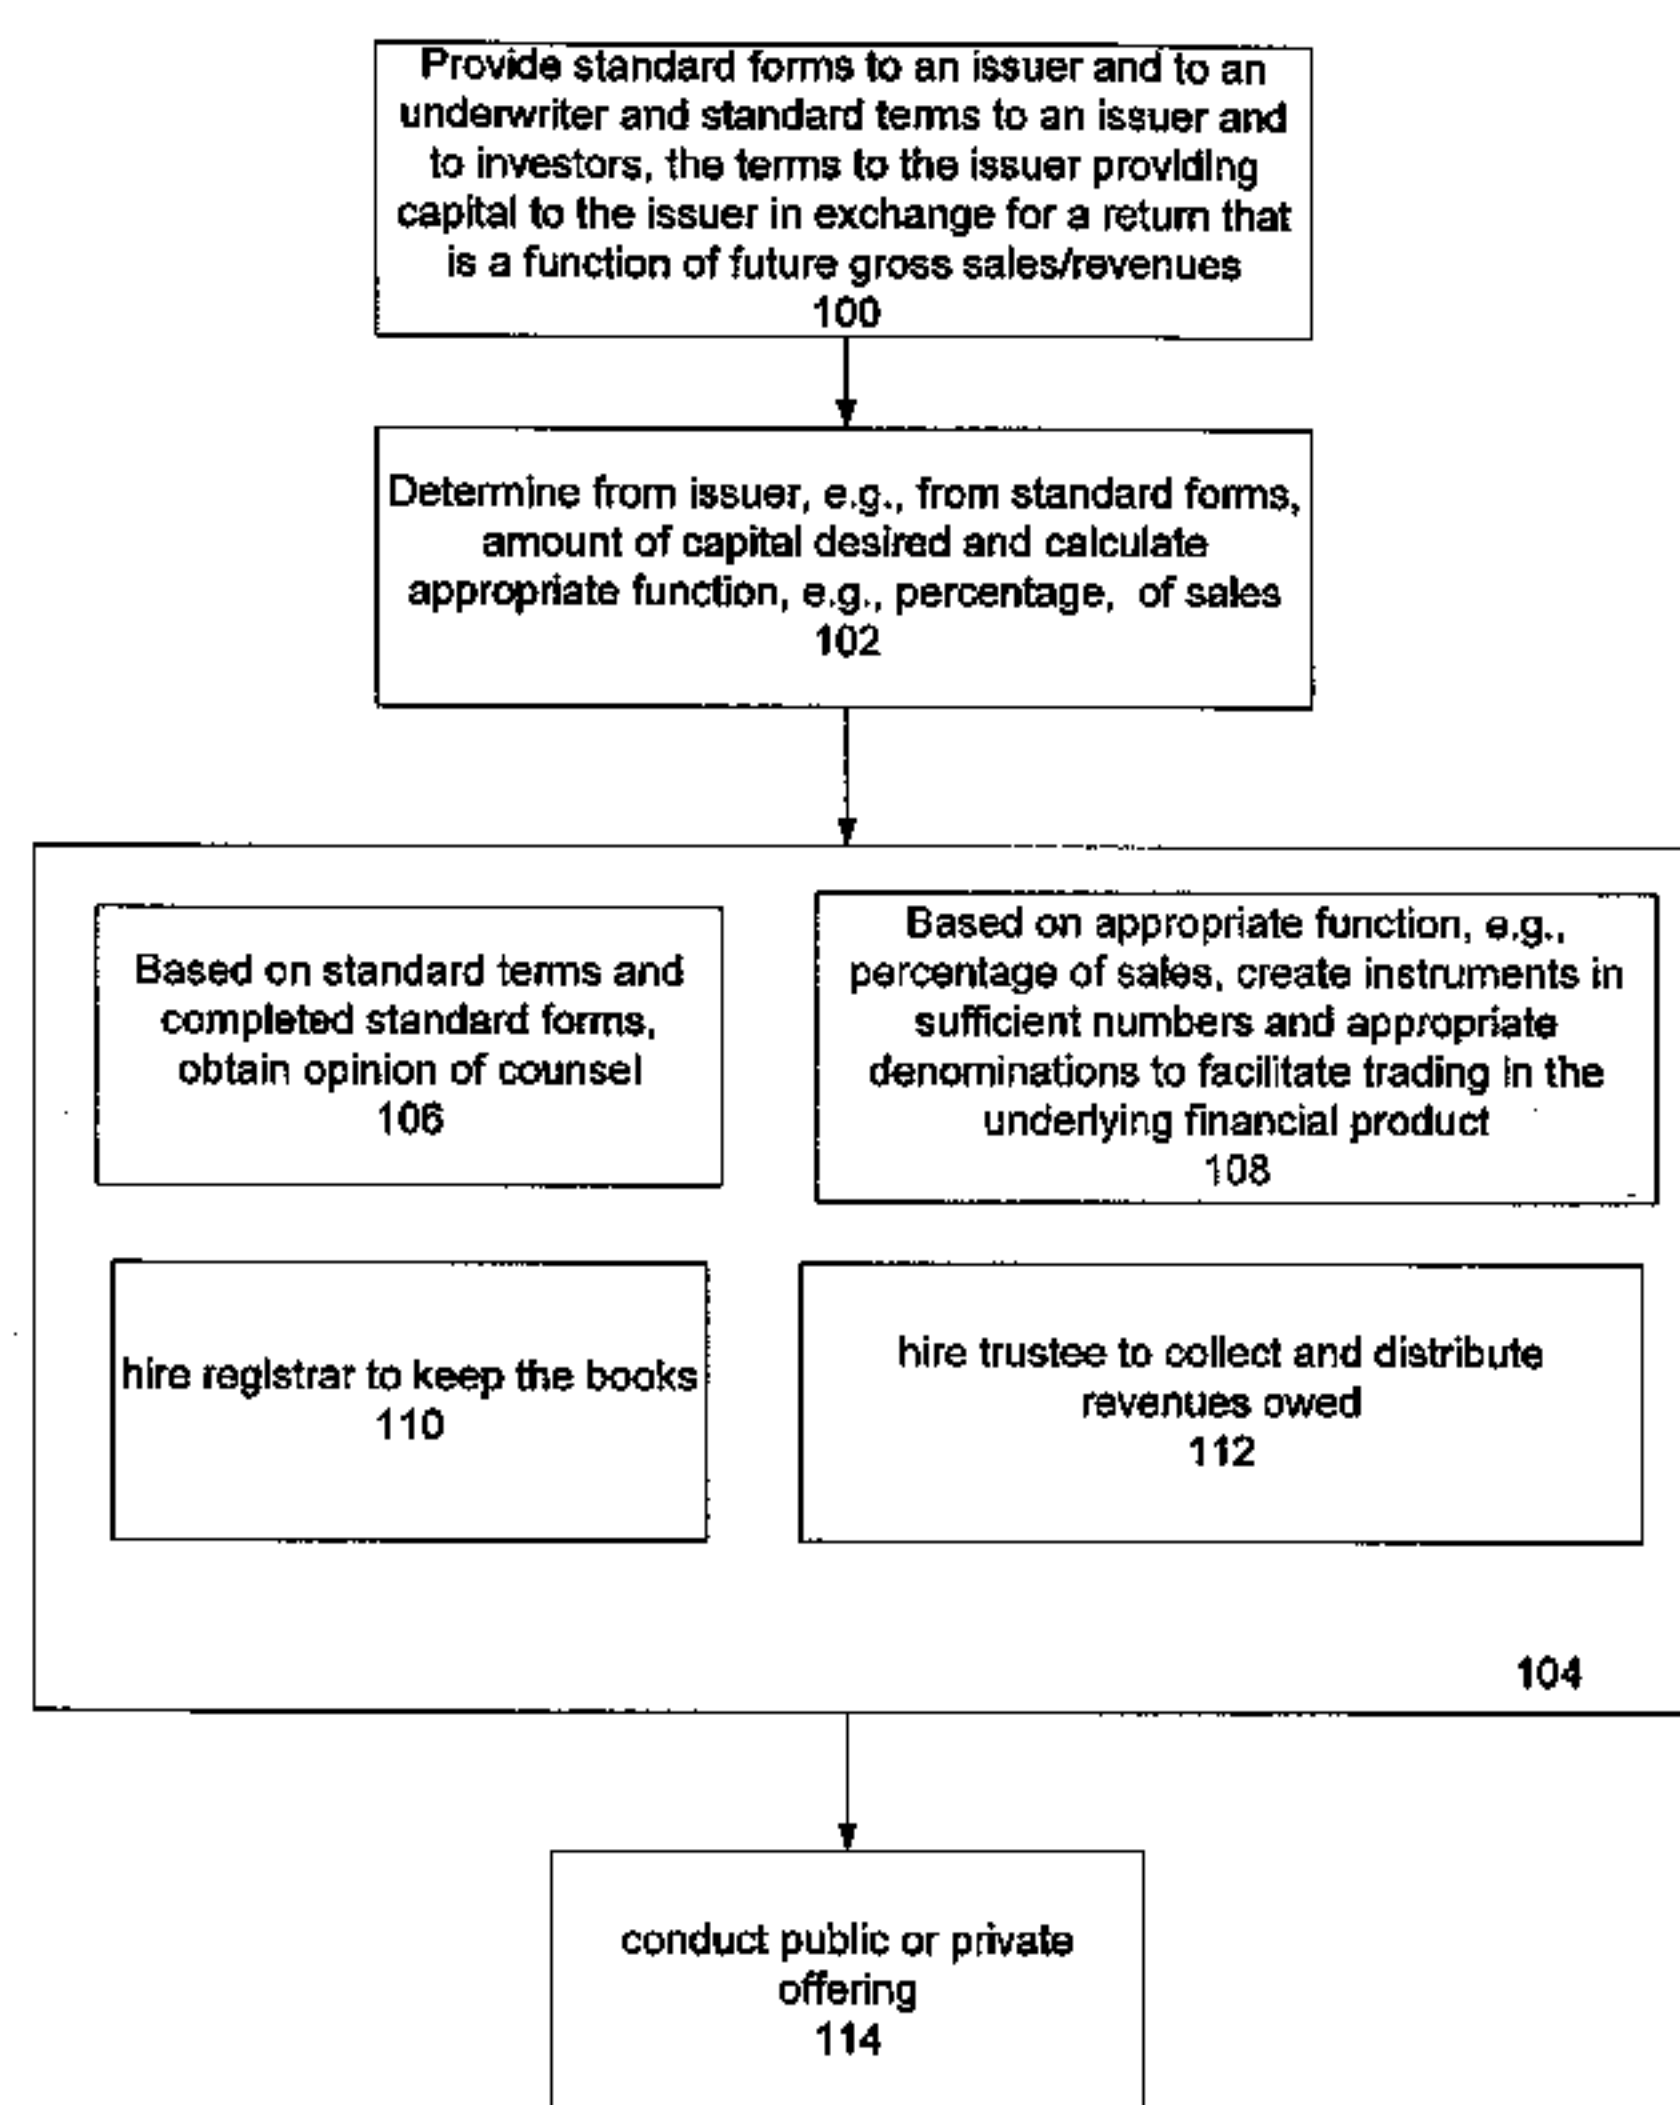 Provide standard forms to an issuer and to an
underwriter and standard terms to an issuer and
to investors, the terms to the issuer providing
capital to the issuer in exchange for a return that
is a function of future gross sales/revenues
100
Determine from issuer, e.g., from standard forms,
amount of capital desired and calculate
appropriate function, e.g., percentage, of sales
102
Based on standard terms and
completed standard forms,
obtain opinion of counsel
106
Based on appropriate function, e.g.,
percentage of sales, create instruments in
sufficient numbers and appropriate
denominations to facilitate trading in the
underlying financial product
108
hire registrar to keep the books
110
hire trustee to collect and distribute
revenues owed
112
104
conduct public or private
offering
114